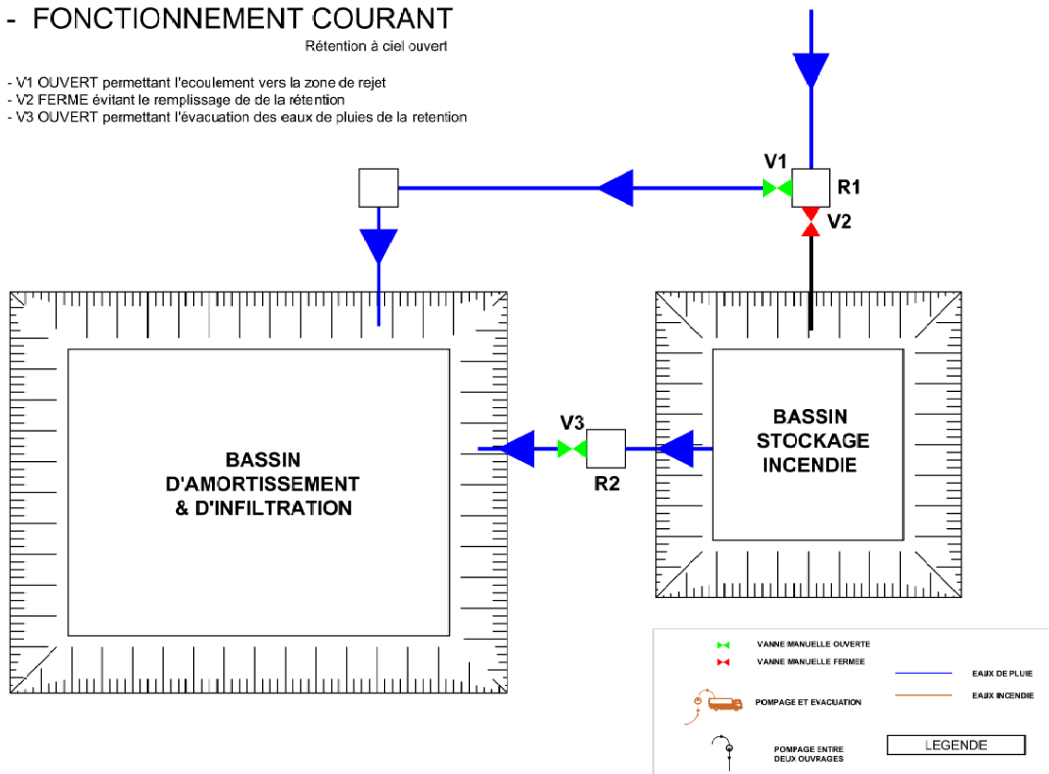 - FONCTIONNEMENT COURANT
Rétention à ciel ouvert
- V1 OUVERT permettant l'ecoulement vers la zone de rejet
- V2 FERME évitant le remplissage de de la rétention
- V3 OUVERT permettant l'évacuation des eaux de pluies de la retention
V1
R1
V2
BASSIN
D'AMORTISSEMENT
& D'INFILTRATION
V3
R2
BASSIN
STOCKAGE
INCENDIE
VANNE MANUELLE OUVERTE
VANNE MANUELLE FERMEE
EAUX DE PLUIE
EAUX INCENDIE
POMPAGE ET EVACUATION
POMPAGE ENTRE
DEUX OUVRAGES
LEGENDE